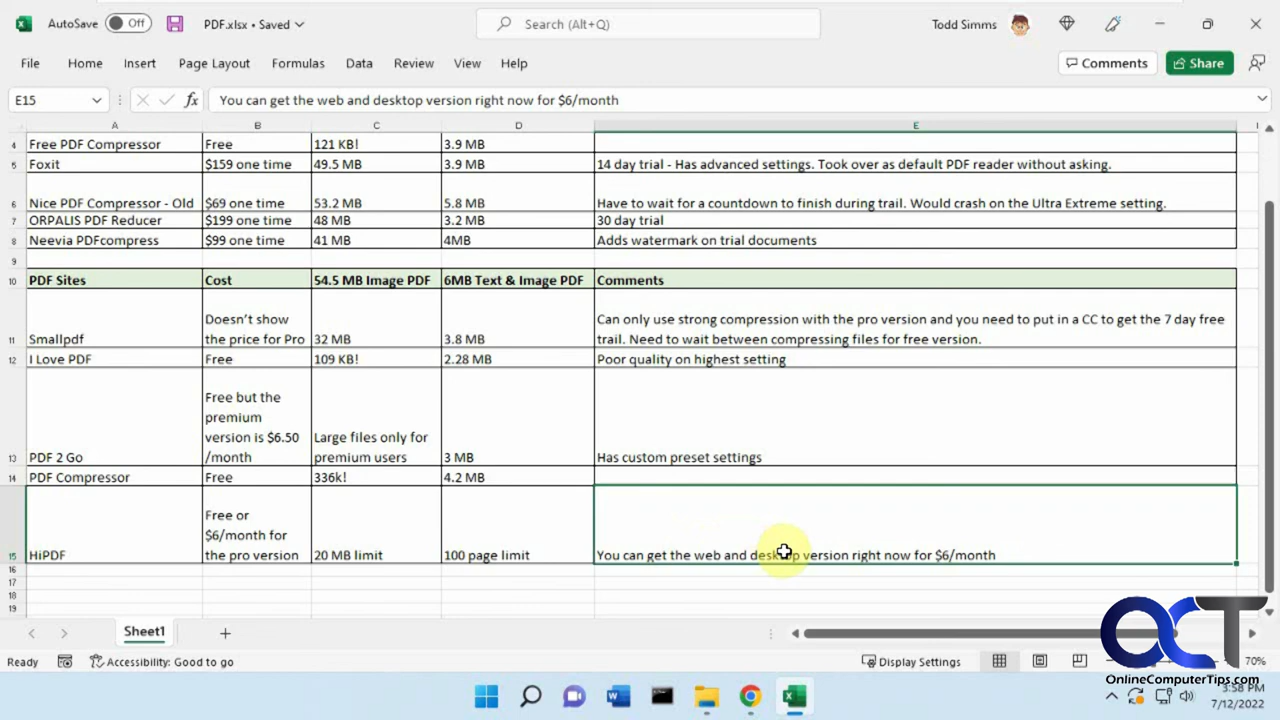 AutoSave Off PDF.xlsx • Saved Search (Alt+Q) Todd Simms
File Home Insert Page Layout Formulas Data Review View Help Comments Share
E15 fx You can get the web and desktop version right now for $6/month
A B C D E
4 Free PDF Compressor Free 121 KB! 3.9 MB
5 Foxit $159 one time 49.5 MB 3.9 MB 14 day trial - Has advanced settings. Took over as default PDF reader without asking.
6 Nice PDF Compressor - Old $69 one time 53.2 MB 5.8 MB Have to wait for a countdown to finish during trail. Would crash on the Ultra Extreme setting.
7 ORPALIS PDF Reducer $199 one time 48 MB 3.2 MB 30 day trial
8 Neevia PDFcompress $99 one time 41 MB 4MB Adds watermark on trial documents
9
10 PDF Sites Cost 54.5 MB Image PDF 6MB Text & Image PDF Comments
Doesn't show Can only use strong compression with the pro version and you need to put in a CC to get the 7 day free
11 Smallpdf the price for Pro 32 MB 3.8 MB trail. Need to wait between compressing files for free version.
12 I Love PDF Free 109 KB! 2.28 MB Poor quality on highest setting
Free but the
premium
version is $6.50 Large files only for
13 PDF 2 Go /month premium users 3 MB Has custom preset settings
14 PDF Compressor Free 336k! 4.2 MB
Free or
$6/month for
15 HiPDF the pro version 20 MB limit 100 page limit You can get the web and desktop version right now for $6/month
16
17
18
19
Sheet1
OCT
Ready Accessibility: Good to go Display Settings 70%
OnlineComputerTips.com
3:58 PM
7/12/2022